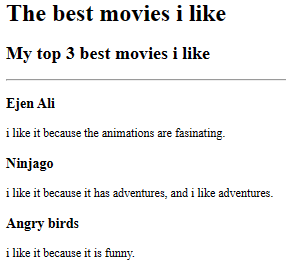 The best movies i like
My top 3 best movies i like
Ejen Ali
i like it because the animations are fasinating.
Ninjago
i like it because it has adventures, and i like adventures.
Angry birds
i like it because it is funny.